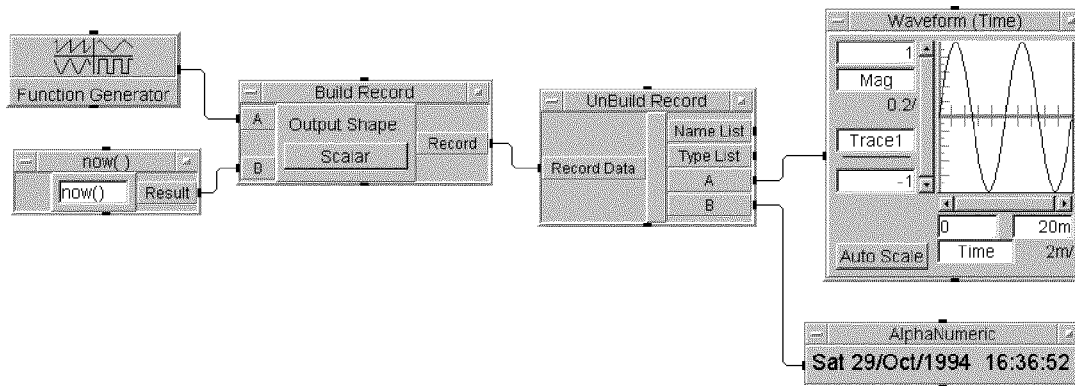 Function Generator
now( )
now()
Result
Build Record
A
B
Output Shape
Scalar
Record
UnBuild Record
Record Data
Name List
Type List
A
B
Waveform (Time)
1
Mag
0.2/
Trace1
-1
Auto Scale
0
20m
Time
2m/
AlphaNumeric
Sat 29/Oct/1994 16:36:52